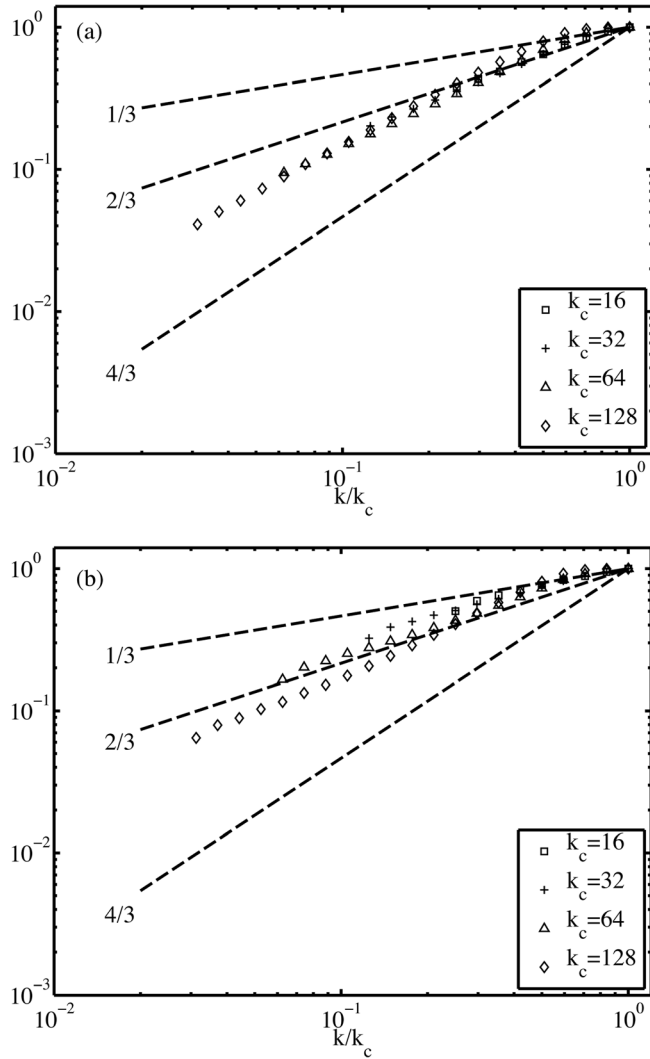 (a)
10^0
10^-1
10^-2
10^-3
1/3
2/3
4/3
k_c=16
k_c=32
k_c=64
k_c=128
10^-2
10^-1
10^0
k/k_c
(b)
10^0
10^-1
10^-2
10^-3
1/3
2/3
4/3
k_c=16
k_c=32
k_c=64
k_c=128
10^-2
10^-1
10^0
k/k_c